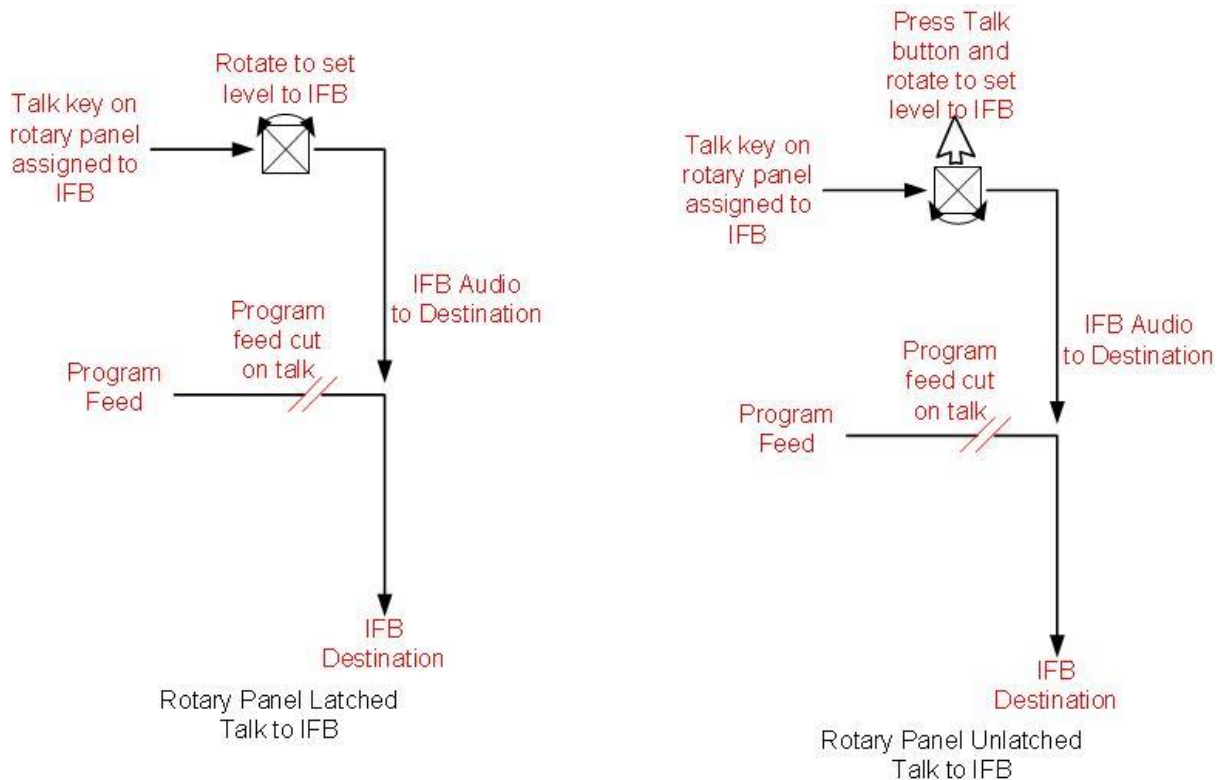 Rotate to set
level to IFB
Talk key on
rotary panel
assigned to
IFB
IFB Audio
to Destination
Program
feed cut
on talk
Program
Feed
IFB
Destination
Rotary Panel Latched
Talk to IFB
Press Talk
button and
rotate to set
level to IFB
Talk key on
rotary panel
assigned to
IFB
IFB Audio
to Destination
Program
feed cut
on talk
Program
Feed
IFB
Destination
Rotary Panel Unlatched
Talk to IFB